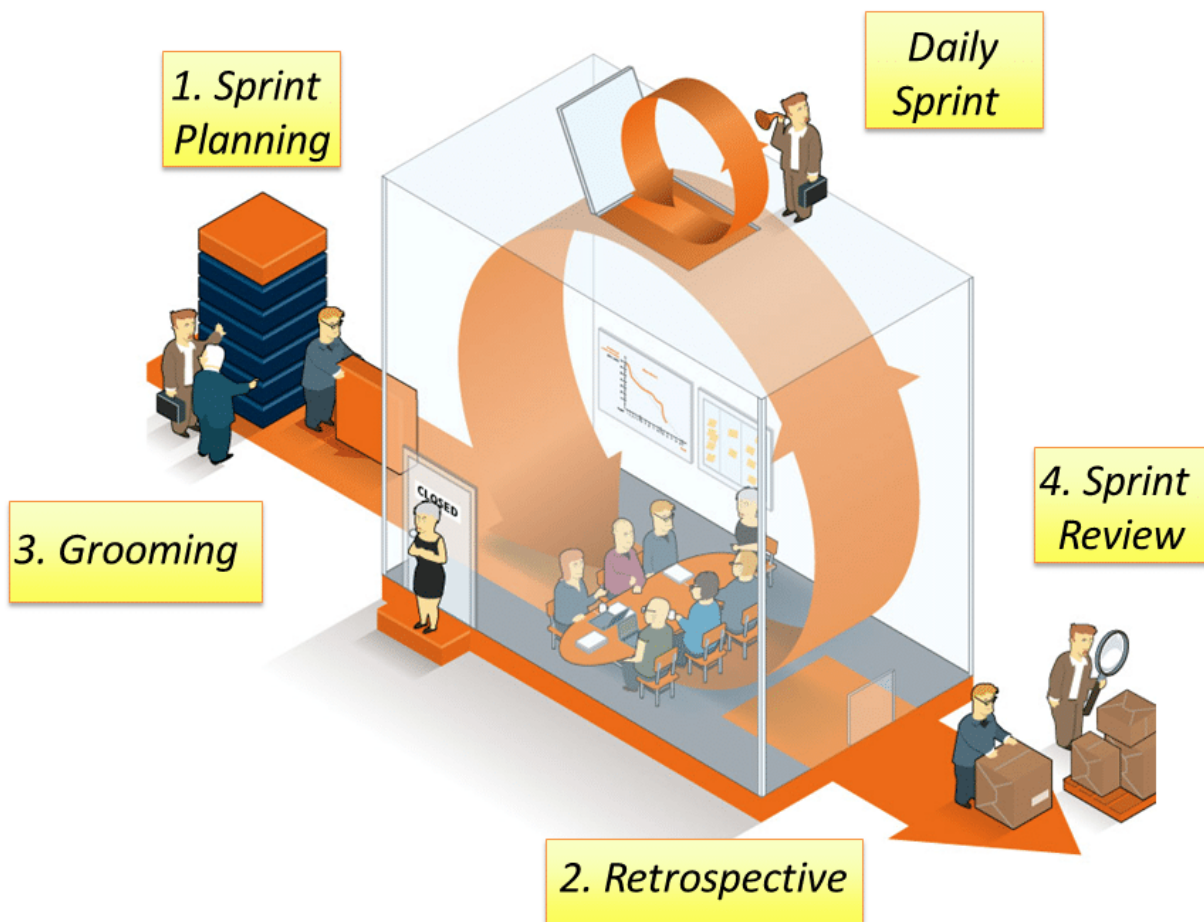 1. Sprint
Planning
Daily
Sprint
CLOSED
3. Grooming
4. Sprint
Review
2. Retrospective